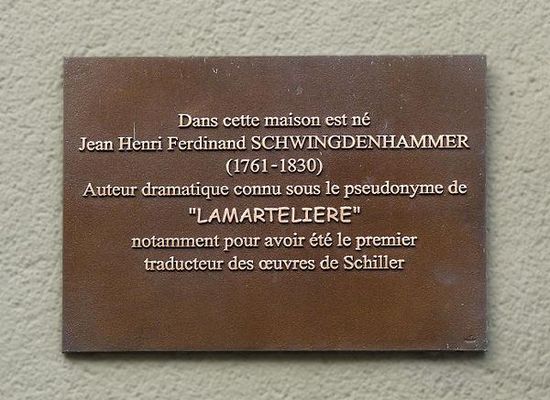 Dans cette maison est né
Jean Henri Ferdinand SCHWINGDENHAMMER
(1761-1830)
Auteur dramatique connu sous le pseudonyme de
"LAMARTELIERE"
notamment pour avoir été le premier
traducteur des œuvres de Schiller